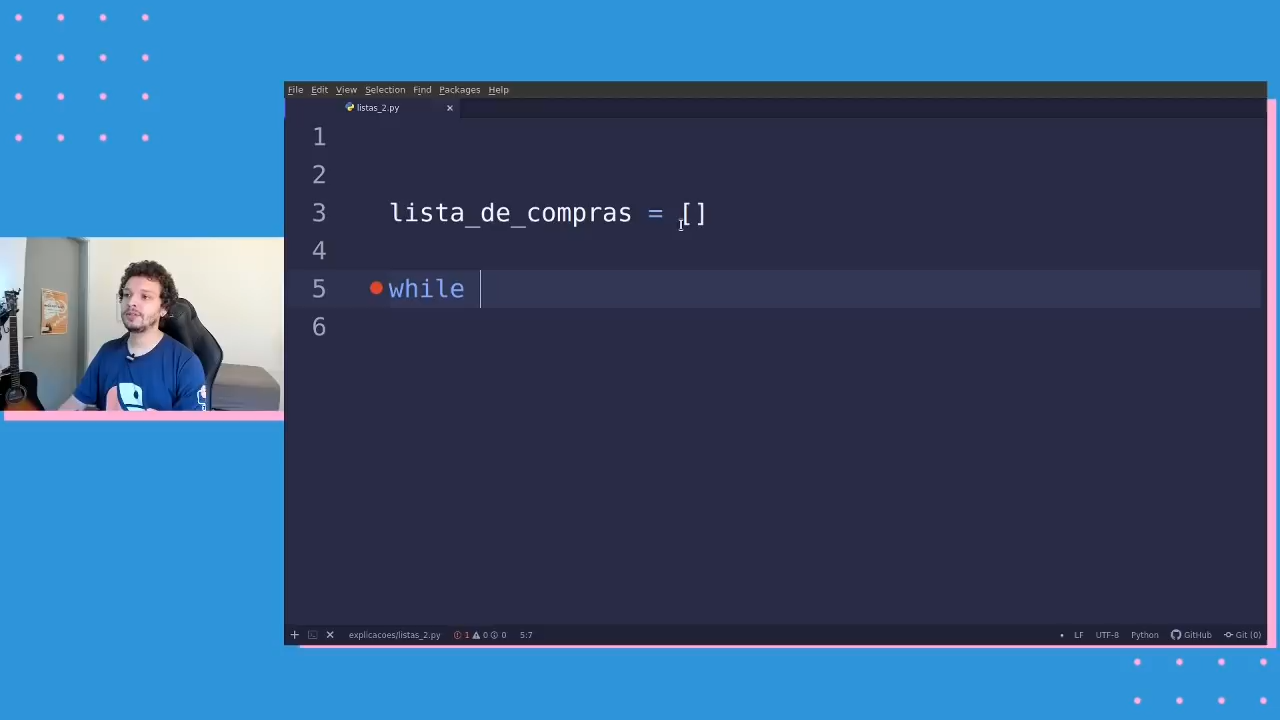 File Edit View Selection Find Packages Help
listas_2.py
1
2
3 lista_de_compras = []
4
5 while
6
explicacoes/listas_2.py 1 0 0 5:7 LF UTF-8 Python GitHub Git (0)